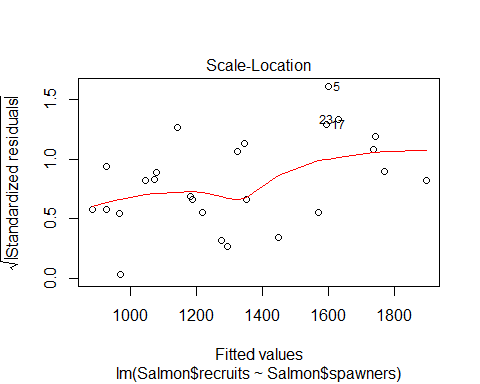 Scale-Location
√|Standardized residuals|
1.5
1.0
0.5
0.0
5
23
17
1000 1200 1400 1600 1800
Fitted values
lm(Salmon$recruits ~ Salmon$spawners)